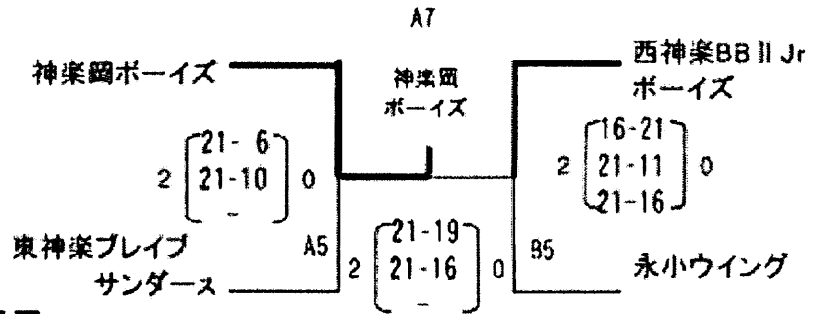 A7
神楽岡ボーイズ
神楽岡
ボーイズ
西神楽BBⅡJr
ボーイズ
2 21- 6 0
21-10
-
2 16-21 0
21-11
21-16
東神楽ブレイブ
サンダース
A5
2 21-19 0
21-16
-
B5
永小ウイング